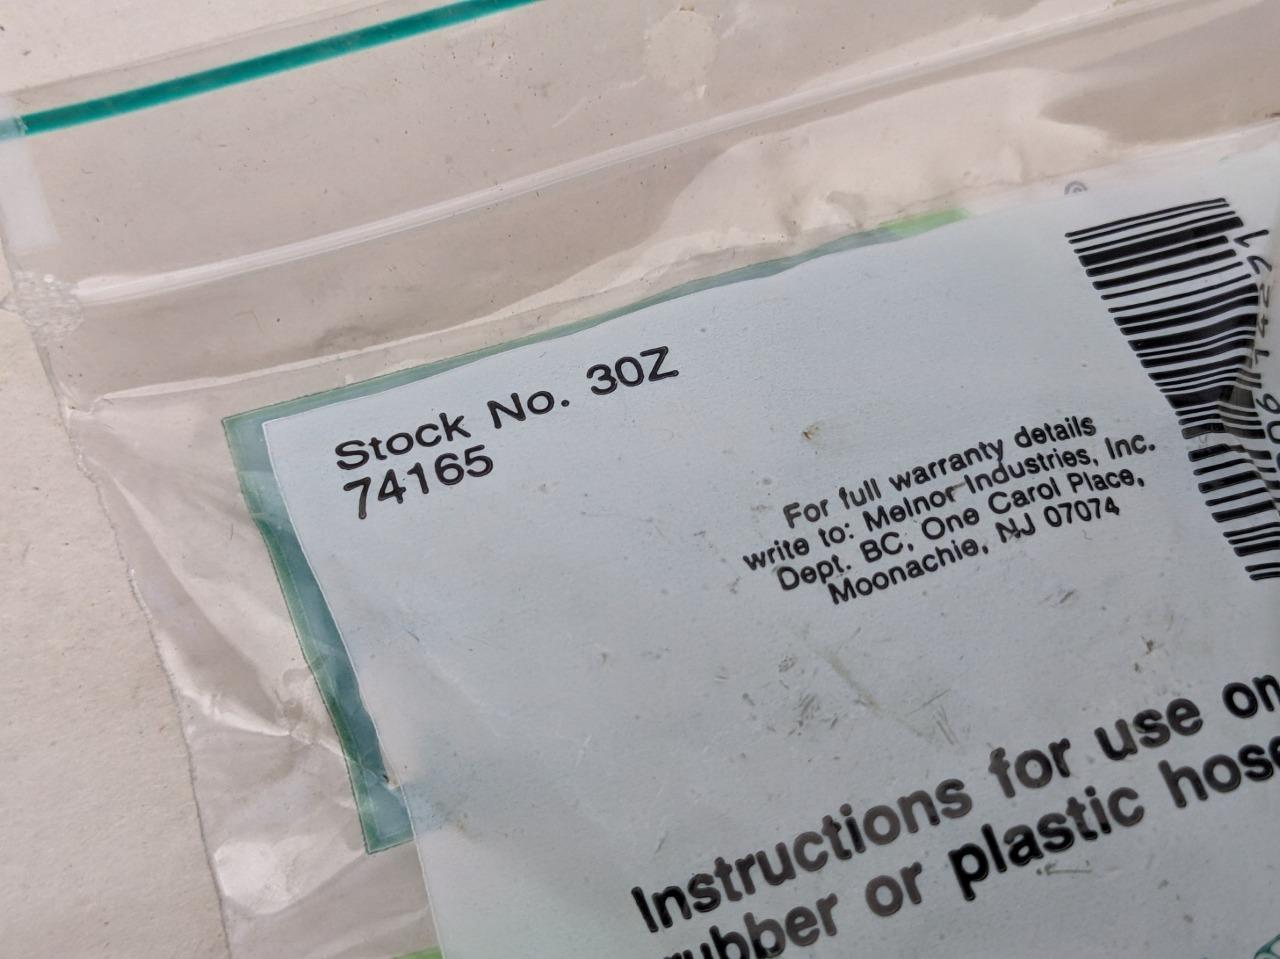 Stock No. 30Z
74165
For full warranty details
write to: Melnor Industries, Inc.
Dept. BC, One Carol Place,
Moonachie, NJ 07074
Instructions for use on
rubber or plastic hose